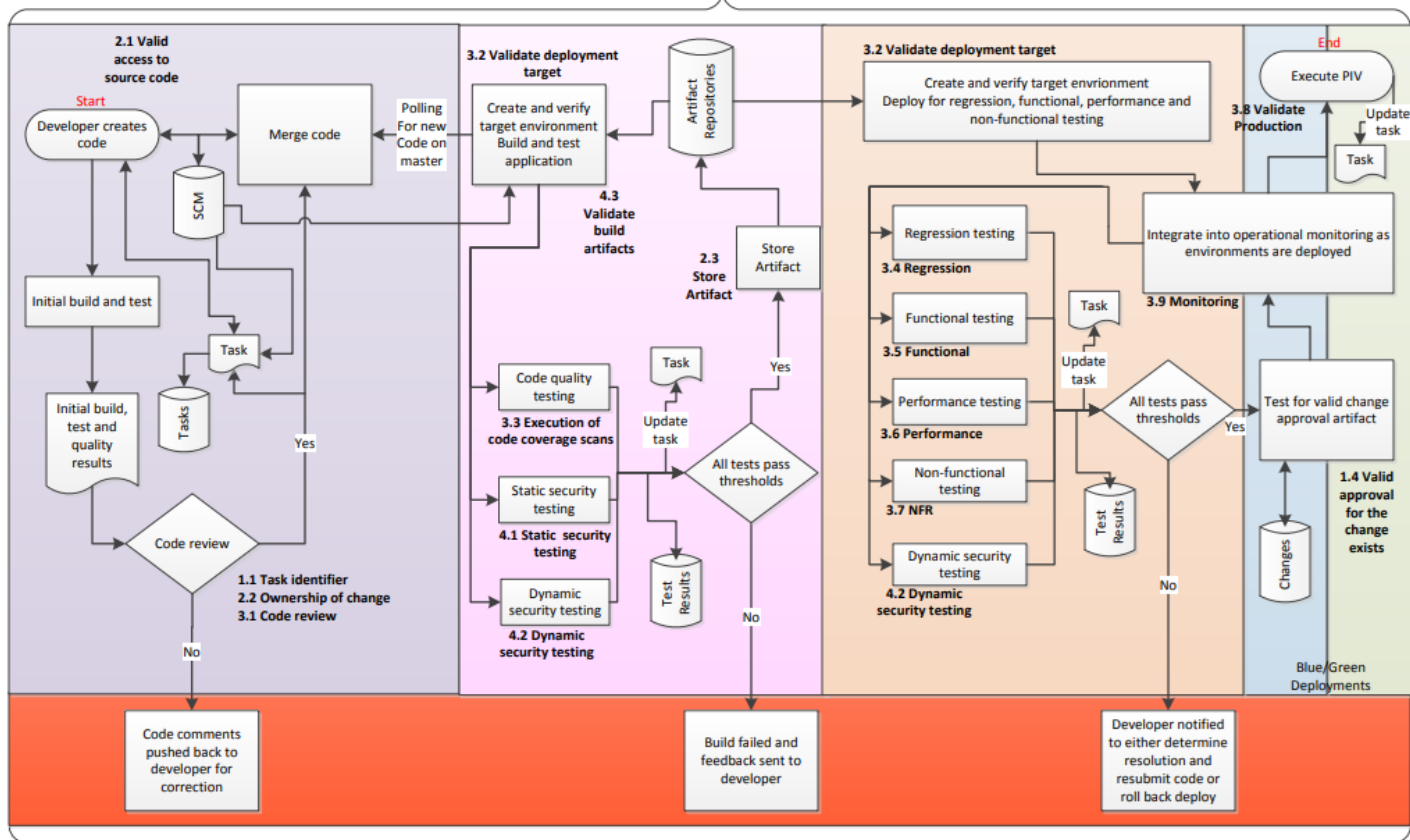 2.1 Valid
access to
source code
Start
Developer creates
code
Merge code
SCM
Initial build and test
Task
Tasks
Initial build,
test and
quality
results
Yes
Code review
1.1 Task identifier
2.2 Ownership of change
3.1 Code review
No
Code comments
pushed back to
developer for
correction
Polling
For new
Code on
master
3.2 Validate deployment
target
Create and verify
target environment
Build and test
application
4.3
Validate
build
artifacts
Artifact
Repositories
2.3
Store
Artifact
Store
Artifact
Yes
Code quality
testing
3.3 Execution of
code coverage scans
Static security
testing
4.1 Static security
testing
Dynamic
security testing
4.2 Dynamic
security testing
Task
Update
task
Test
Results
All tests pass
thresholds
No
Build failed and
feedback sent to
developer
3.2 Validate deployment target
Create and verify target envrionment
Deploy for regression, functional, performance and
non-functional testing
Regression testing
3.4 Regression
Functional testing
3.5 Functional
Performance testing
3.6 Performance
Non-functional
testing
3.7 NFR
Dynamic security
testing
4.2 Dynamic
security testing
Task
Update
task
Test
Results
All tests pass
thresholds
Yes
No
Developer notified
to either determine
resolution and
resubmit code or
roll back deploy
End
Execute PIV
3.8 Validate
Production
Update
task
Task
Integrate into operational monitoring as
environments are deployed
3.9 Monitoring
Test for valid change
approval artifact
1.4 Valid
approval
for the
change
exists
Changes
Blue/Green
Deployments